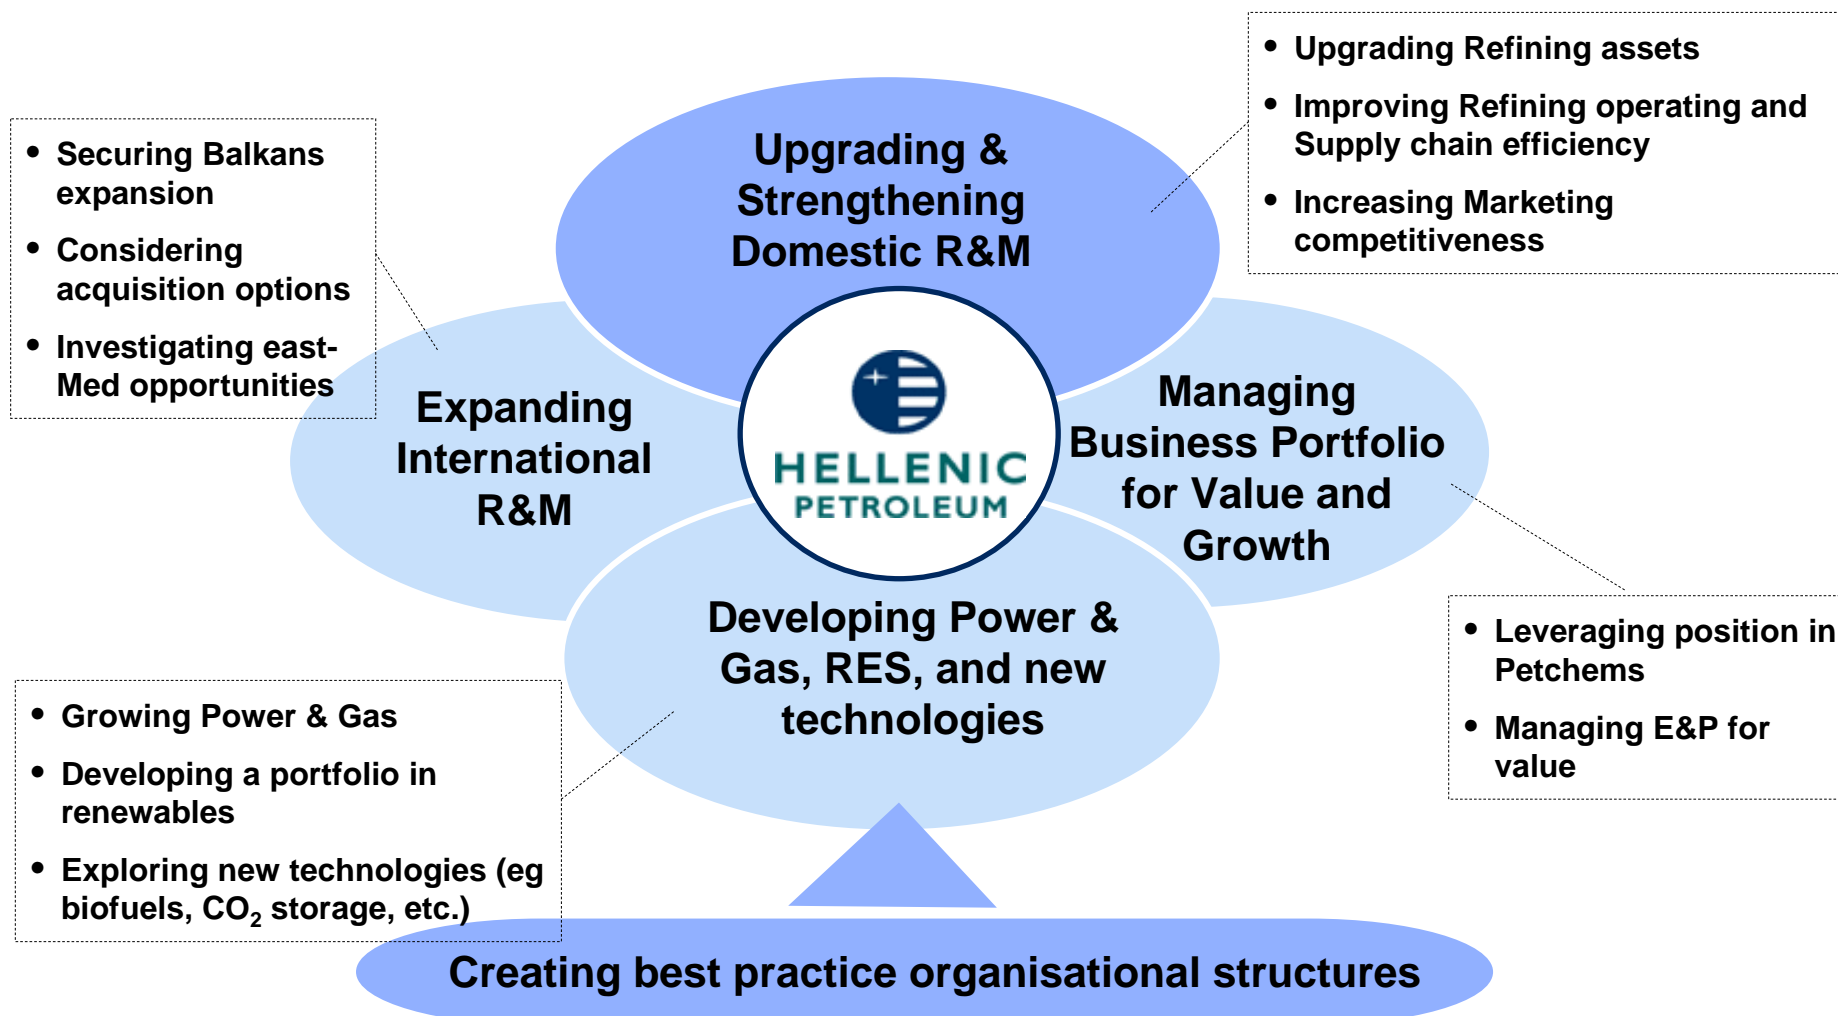 • Upgrading Refining assets
• Improving Refining operating and
Supply chain efficiency
• Increasing Marketing
competitiveness
• Securing Balkans
expansion
• Considering
acquisition options
• Investigating east-
Med opportunities
Upgrading &
Strengthening
Domestic R&M
Expanding
International
R&M
HELLENIC
PETROLEUM
Managing
Business Portfolio
for Value and
Growth
Developing Power &
Gas, RES, and new
technologies
• Leveraging position in
Petchems
• Managing E&P for
value
• Growing Power & Gas
• Developing a portfolio in
renewables
• Exploring new technologies (eg
biofuels, CO₂ storage, etc.)
Creating best practice organisational structures